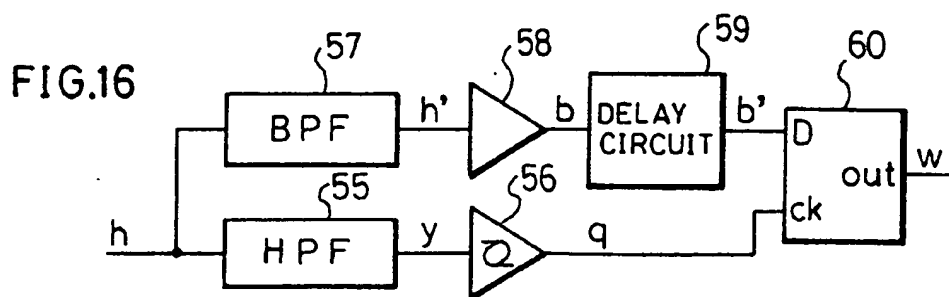 FIG.16
57
58
59
60
BPF
h'
b
DELAY
CIRCUIT
b'
D
out
w
ck
55
56
h
HPF
y
q